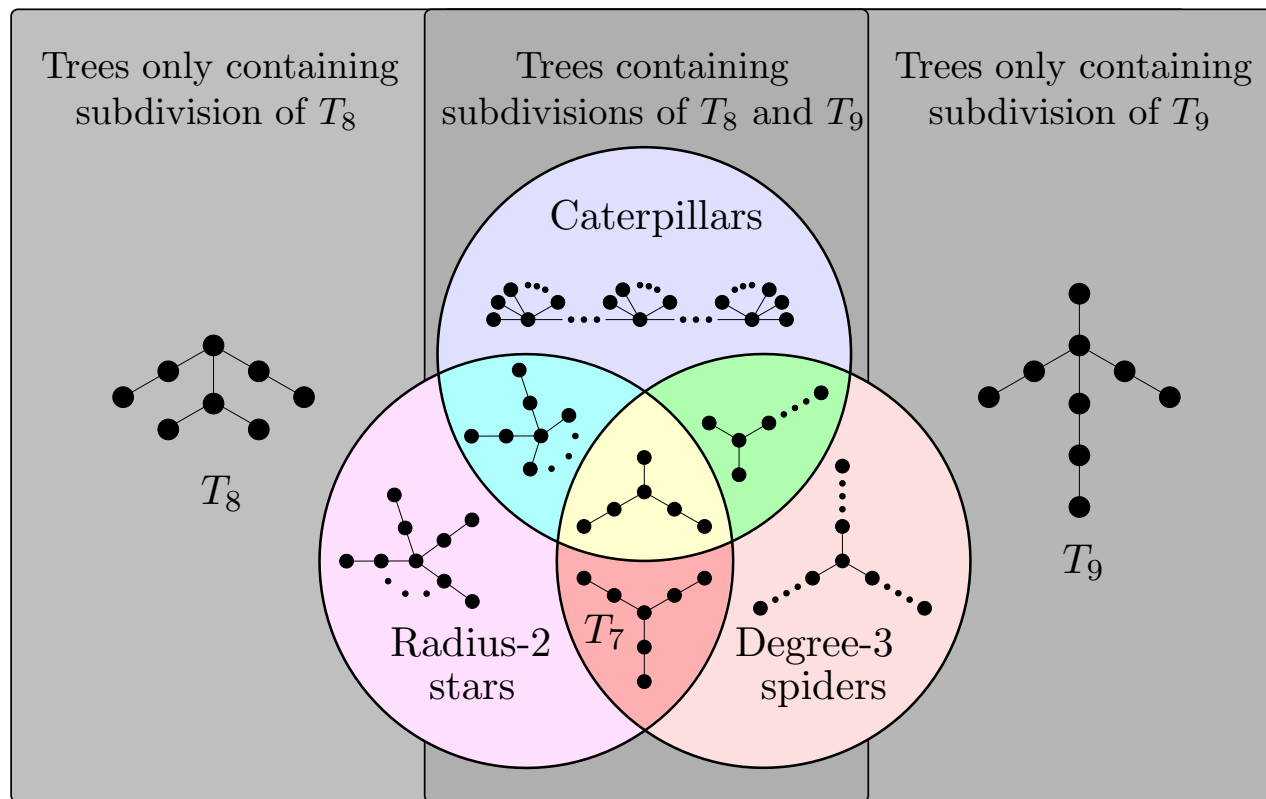 Trees only containing
subdivision of T₈
Trees containing
subdivisions of T₈ and T₉
Trees only containing
subdivision of T₉
Caterpillars
T₈
T₉
T₇
Radius-2
stars
Degree-3
spiders